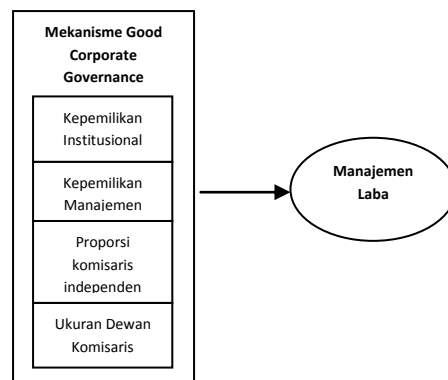 Mekanisme Good
Corporate
Governance
Kepemilikan
Institusional
Kepemilikan
Manajemen
Proporsi
komisaris
independen
Ukuran Dewan
Komisaris
Manajemen
Laba